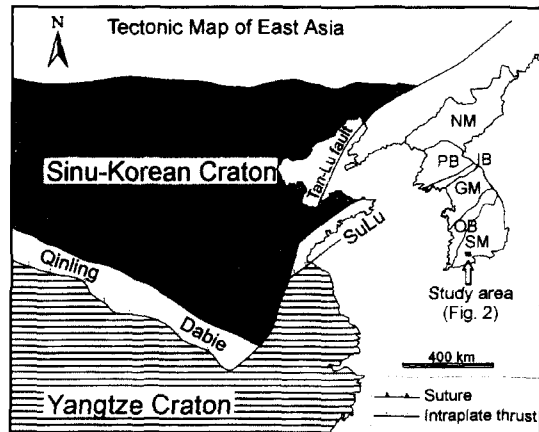 N
Tectonic Map of East Asia
NM
Tan-Lu fault
PB
IB
Sinu-Korean Craton
GM
OB
SuLu
SM
Qinling
Study area
(Fig. 2)
Dabie
400 km
Suture
Yangtze Craton
Intraplate thrust